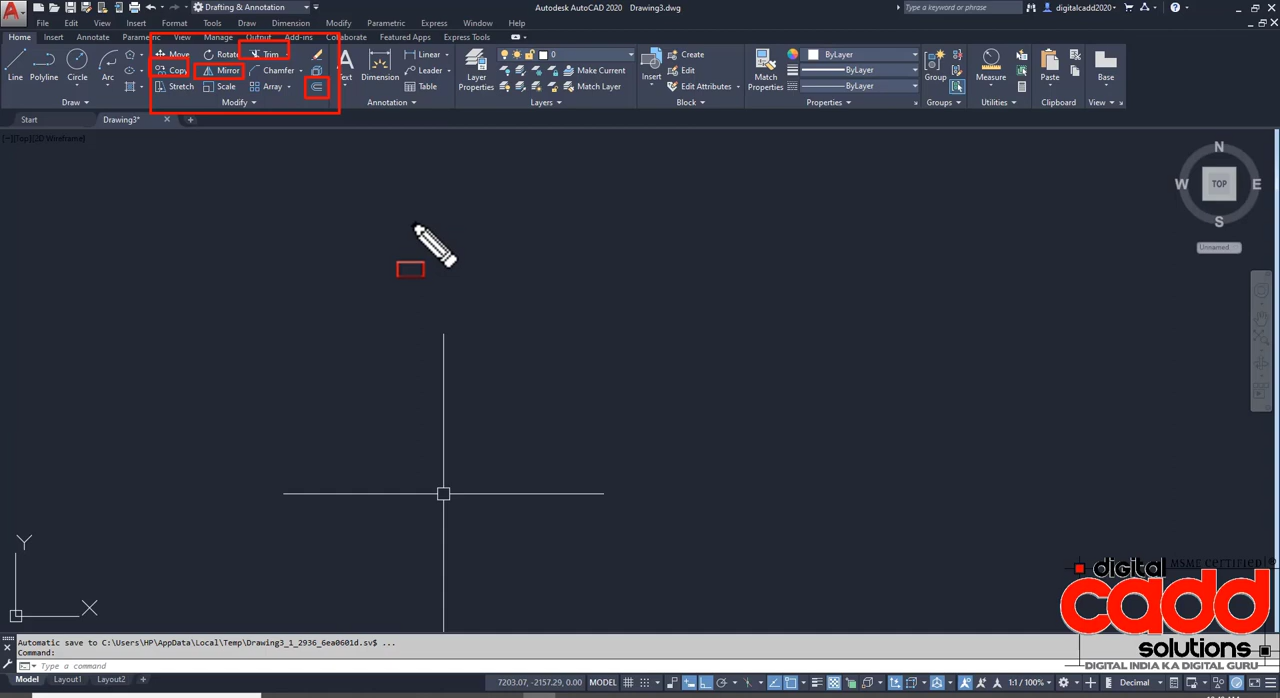 Drafting & Annotation
Autodesk AutoCAD 2020 Drawing3.dwg
Type a keyword or phrase
digitalcadd2020
File Edit View Insert Format Tools Draw Dimension Modify Parametric Express Window Help
Home Insert Annotate Parametric View Manage Output Add-ins Collaborate Featured Apps Express Tools
Line Polyline Circle Arc
Draw
Move Rotate Trim
Copy Mirror Chamfer
Stretch Scale Array
Modify
Text Dimension
Linear
Leader
Table
Annotation
Layer
Properties
0
Make Current
Match Layer
Layers
Insert
Create
Edit
Edit Attributes
Block
Match
Properties
ByLayer
ByLayer
ByLayer
Properties
Group
Groups
Measure
Utilities
Paste
Clipboard
Base
View
Start Drawing3*
[−][Top][2D Wireframe]
N
W TOP E
S
Unnamed
Y
X
MSME CERTIFIED
digital
cadd
solutions
DIGITAL INDIA KA DIGITAL GURU
Automatic save to C:\Users\HP\AppData\Local\Temp\Drawing3_1_2936_6ea0601d.sv$ ...
Command:
Type a command
Model Layout1 Layout2
7203.07, -2157.29, 0.00 MODEL 1:1 / 100% Decimal